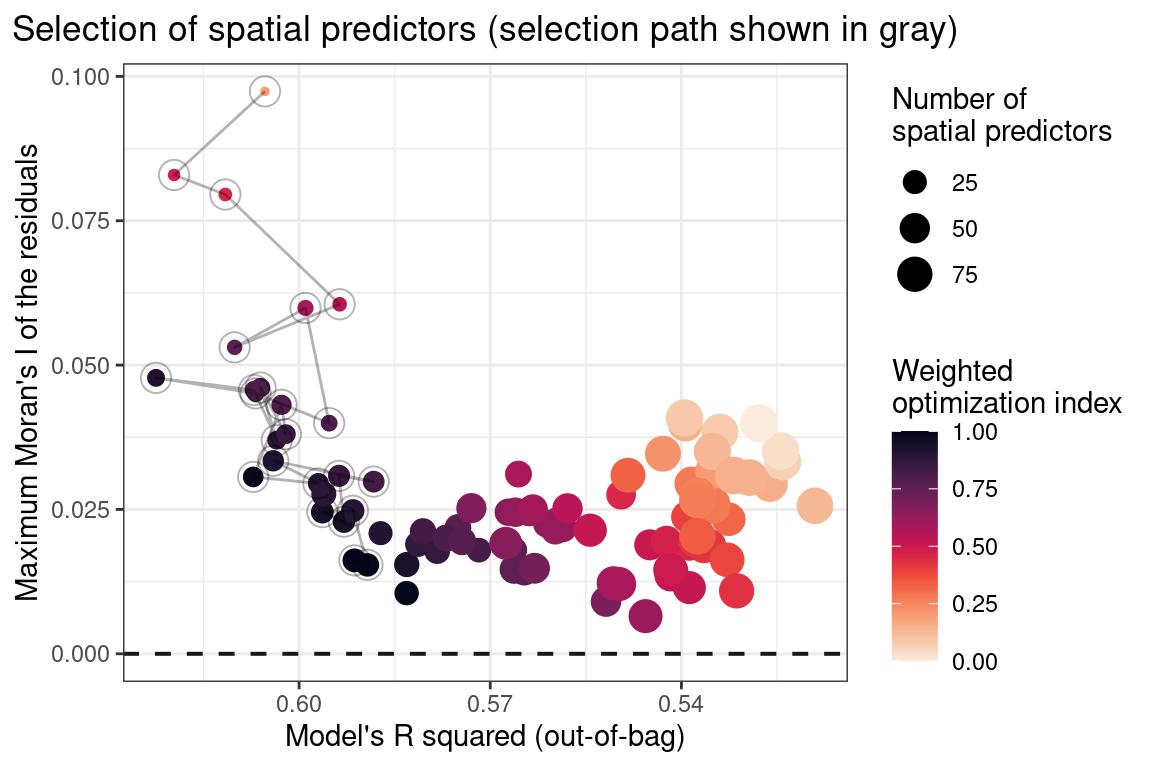 Selection of spatial predictors (selection path shown in gray)
Maximum Moran's I of the residuals
0.100
0.075
0.050
0.025
0.000
0.60
0.57
0.54
Model's R squared (out-of-bag)
Number of
spatial predictors
25
50
75
Weighted
optimization index
1.00
0.75
0.50
0.25
0.00